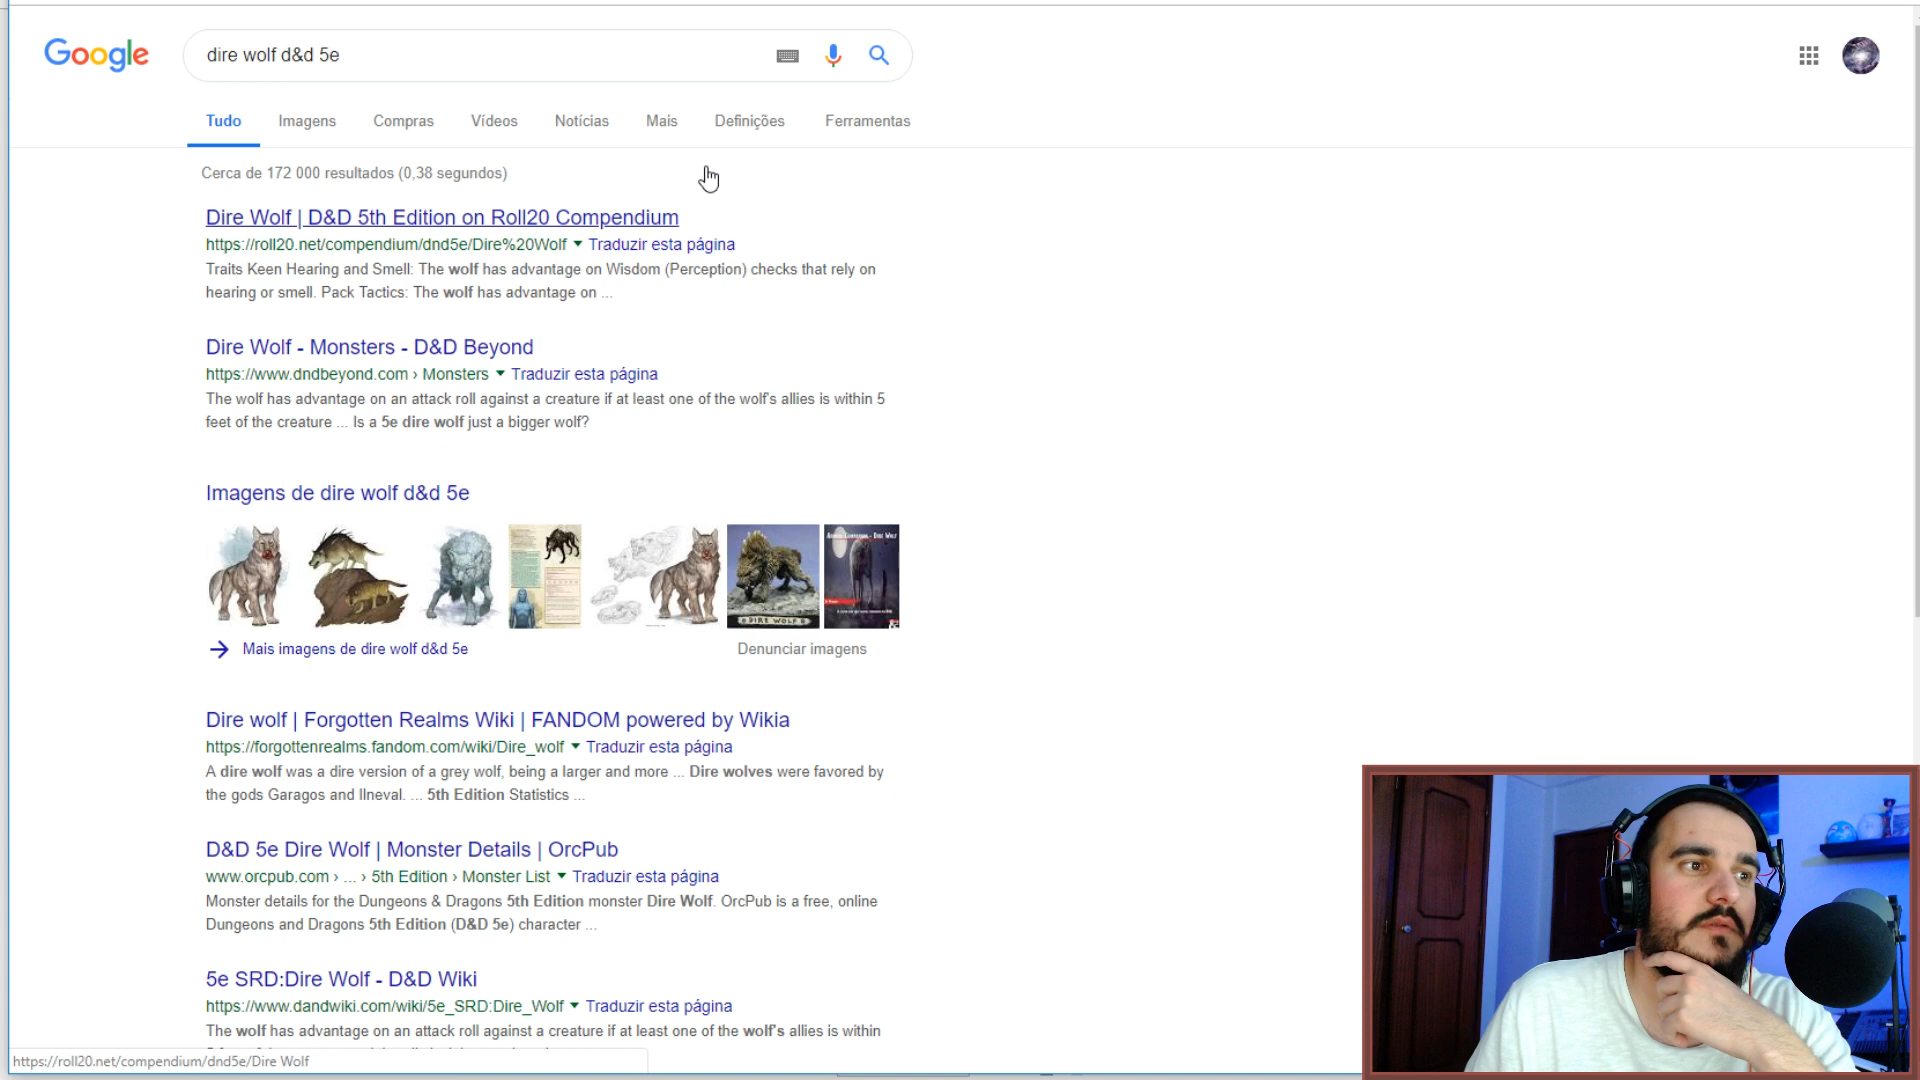 Google
dire wolf d&d 5e
Tudo Imagens Compras Vídeos Notícias Mais Definições Ferramentas
Cerca de 172 000 resultados (0,38 segundos)
Dire Wolf | D&D 5th Edition on Roll20 Compendium
https://roll20.net/compendium/dnd5e/Dire%20Wolf Traduzir esta página
Traits Keen Hearing and Smell: The wolf has advantage on Wisdom (Perception) checks that rely on
hearing or smell. Pack Tactics: The wolf has advantage on ...
Dire Wolf - Monsters - D&D Beyond
https://www.dndbeyond.com › Monsters Traduzir esta página
The wolf has advantage on an attack roll against a creature if at least one of the wolf's allies is within 5
feet of the creature ... Is a 5e dire wolf just a bigger wolf?
Imagens de dire wolf d&d 5e
DIRE WOLF
Mais imagens de dire wolf d&d 5e Denunciar imagens
Dire wolf | Forgotten Realms Wiki | FANDOM powered by Wikia
https://forgottenrealms.fandom.com/wiki/Dire_wolf Traduzir esta página
A dire wolf was a dire version of a grey wolf, being a larger and more ... Dire wolves were favored by
the gods Garagos and Ilneval. ... 5th Edition Statistics ...
D&D 5e Dire Wolf | Monster Details | OrcPub
www.orcpub.com › ... › 5th Edition › Monster List Traduzir esta página
Monster details for the Dungeons & Dragons 5th Edition monster Dire Wolf. OrcPub is a free, online
Dungeons and Dragons 5th Edition (D&D 5e) character ...
5e SRD:Dire Wolf - D&D Wiki
https://www.dandwiki.com/wiki/5e_SRD:Dire_Wolf Traduzir esta página
The wolf has advantage on an attack roll against a creature if at least one of the wolf's allies is within
https://roll20.net/compendium/dnd5e/Dire Wolf